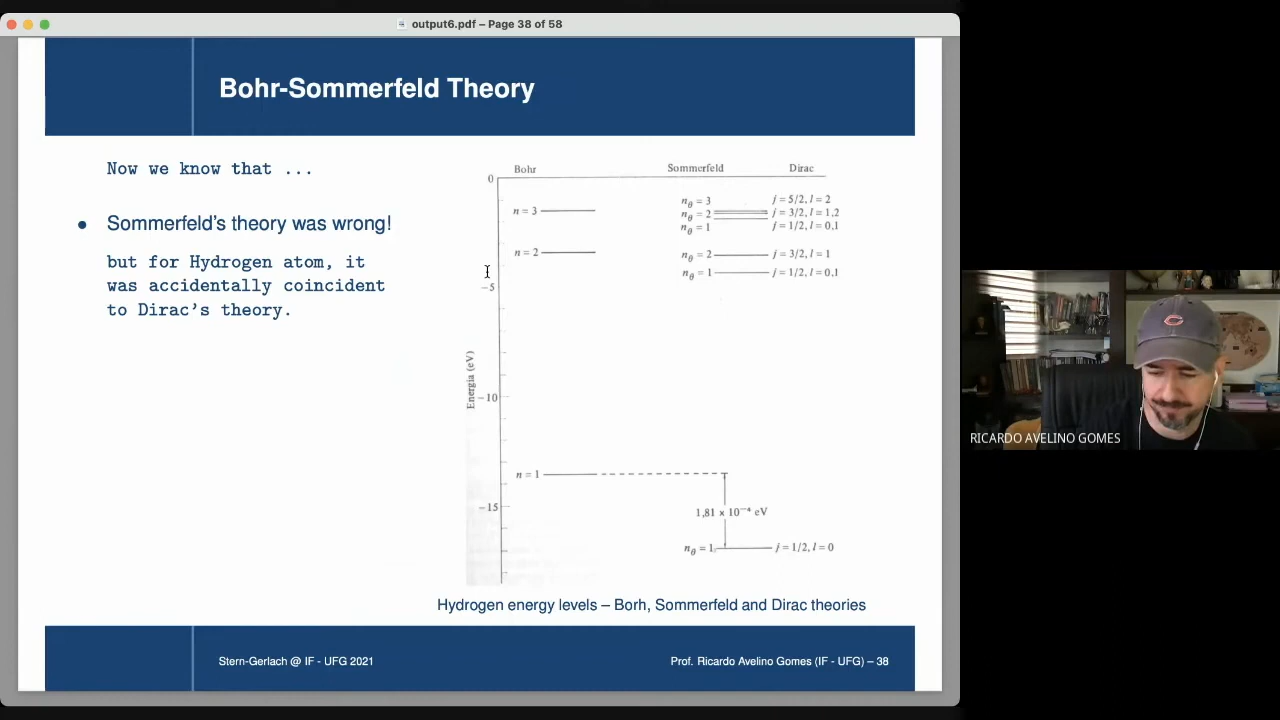 output6.pdf – Page 38 of 58
Bohr-Sommerfeld Theory
Now we know that ...
• Sommerfeld's theory was wrong!
but for Hydrogen atom, it
was accidentally coincident
to Dirac's theory.
Bohr Sommerfeld Dirac
0
n = 3
n = 2
nθ = 3 j = 5/2, l = 2
nθ = 2 j = 3/2, l = 1,2
nθ = 1 j = 1/2, l = 0,1
nθ = 2 j = 3/2, l = 1
nθ = 1 j = 1/2, l = 0,1
−5
Energia (eV)
−10
n = 1
−15
1,81 × 10⁻⁴ eV
nθ = 1 j = 1/2, l = 0
Hydrogen energy levels – Borh, Sommerfeld and Dirac theories
Stern-Gerlach @ IF - UFG 2021
Prof. Ricardo Avelino Gomes (IF - UFG) – 38
RICARDO AVELINO GOMES